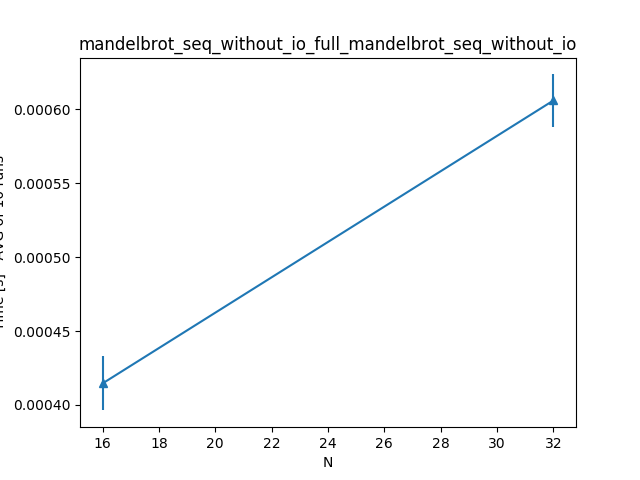 mandelbrot_seq_without_io_full_mandelbrot_seq_without_io
0.00060
0.00055
0.00050
0.00045
0.00040
Time [s] - AVG of 10 runs
16 18 20 22 24 26 28 30 32
N